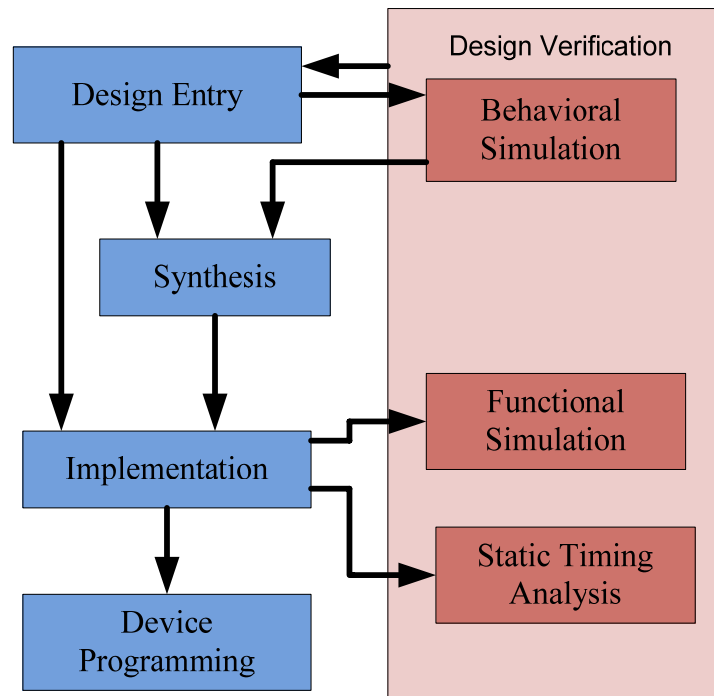 Design Verification
Design Entry
Behavioral
Simulation
Synthesis
Functional
Simulation
Implementation
Static Timing
Analysis
Device
Programming